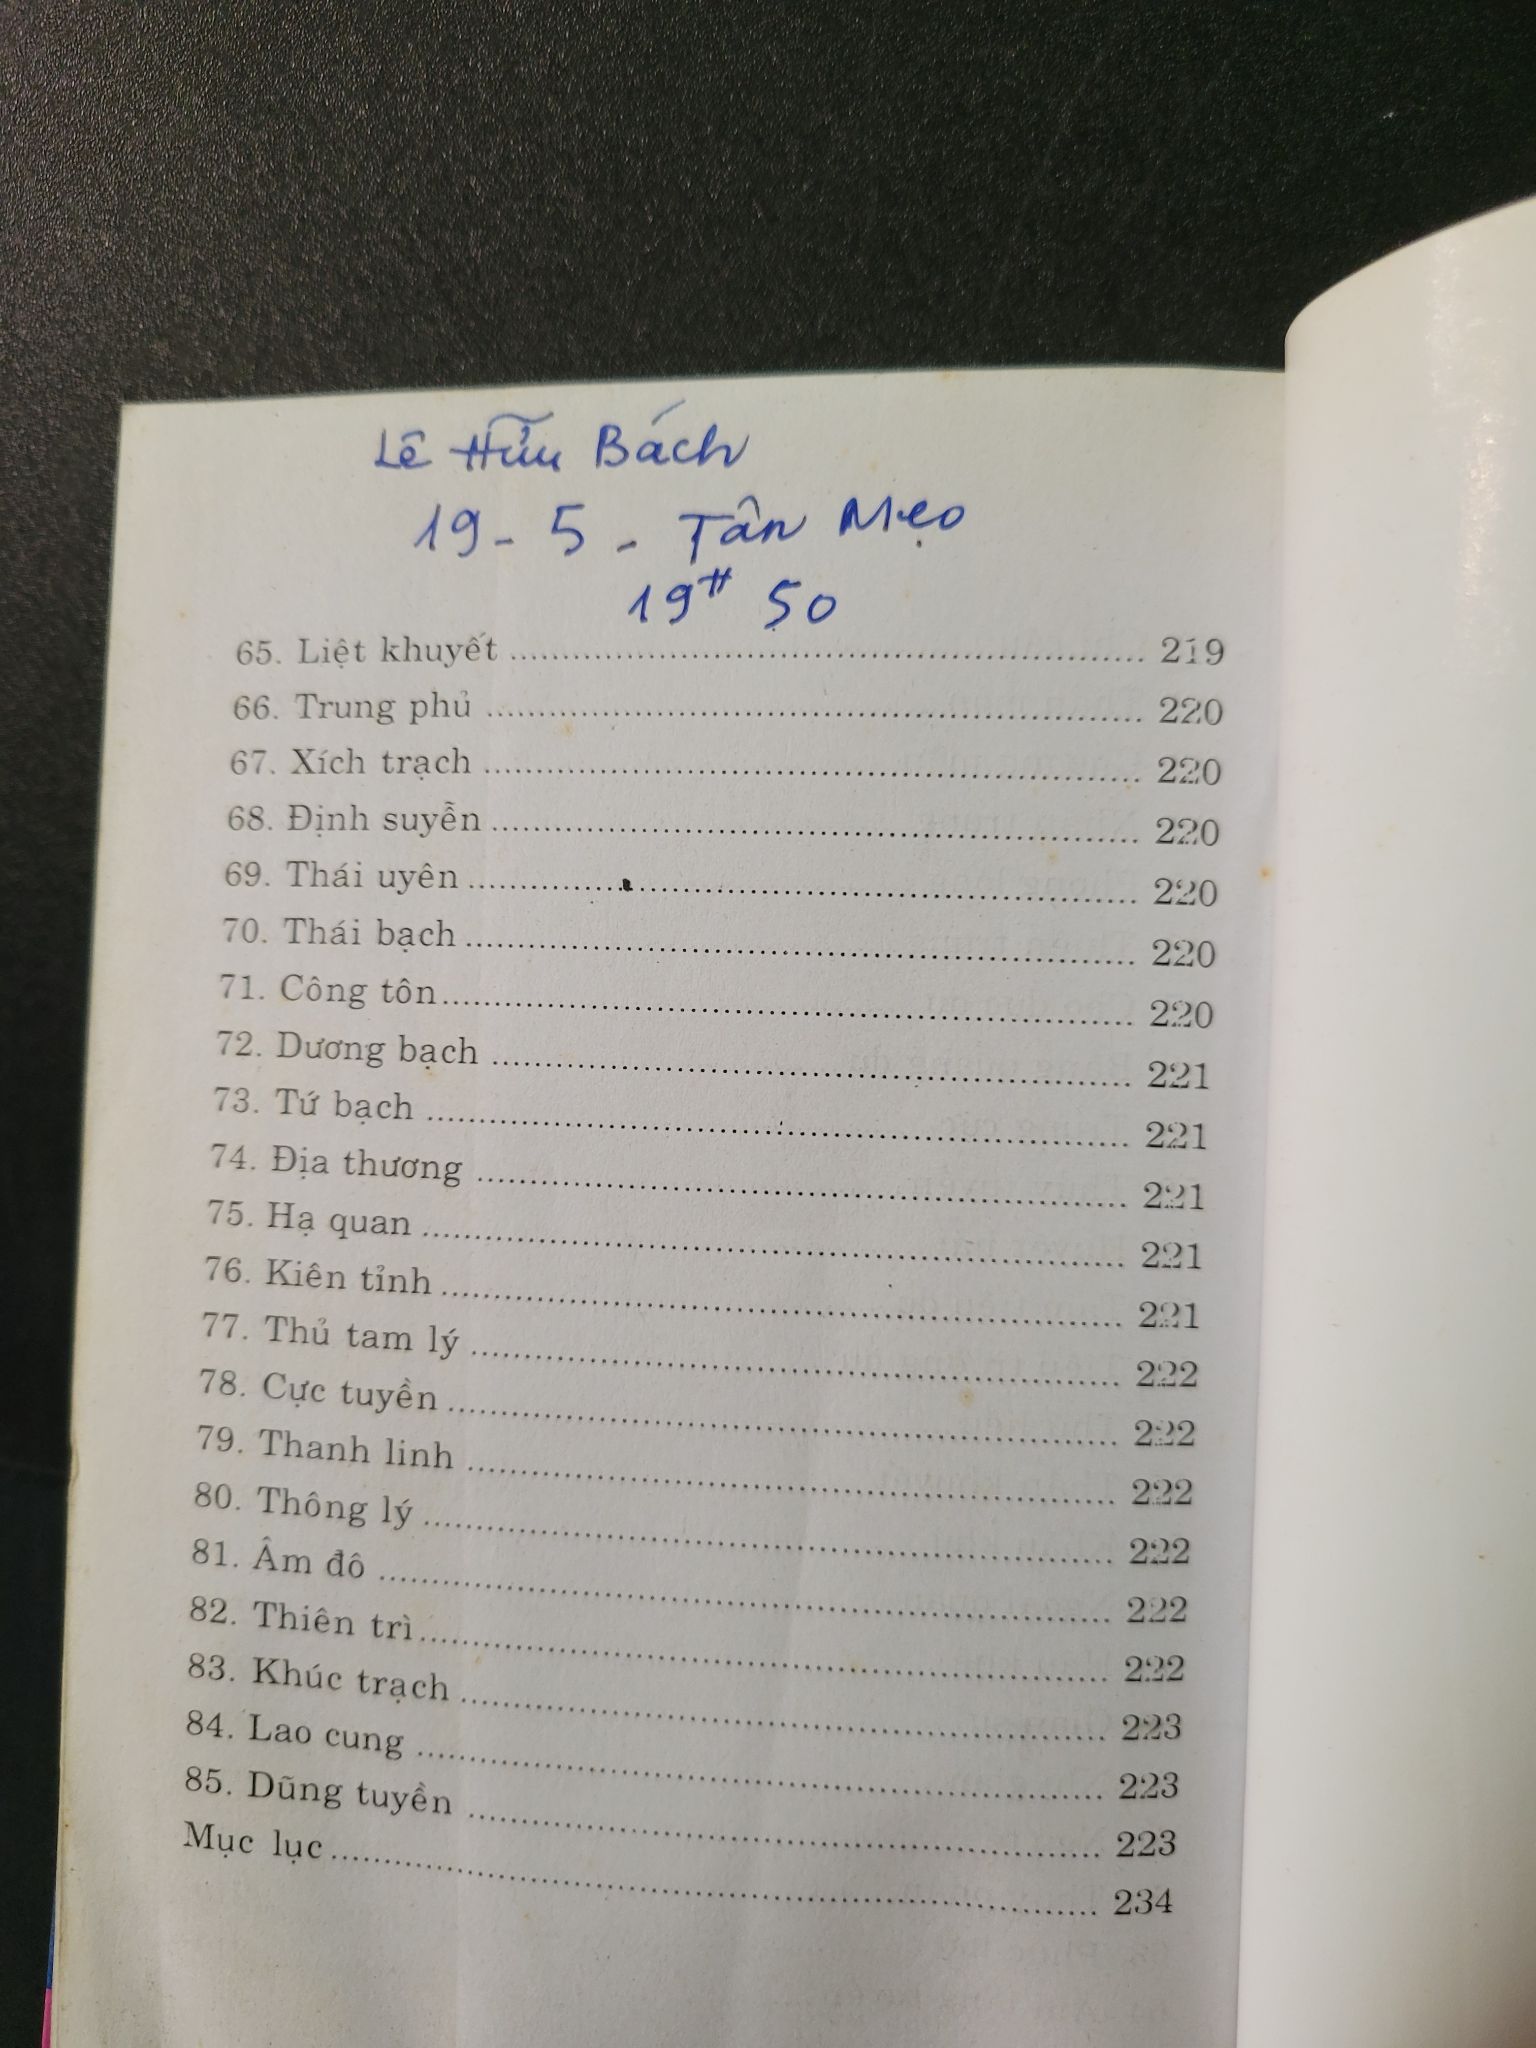 Lê Hữu Bách
19 - 5 - Tân Mẹo
19H 50
65. Liệt khuyết ........................ 219
66. Trung phủ ........................ 220
67. Xích trạch ........................ 220
68. Định suyễn ........................ 220
69. Thái uyên ........................ 220
70. Thái bạch ........................ 220
71. Công tôn ........................ 220
72. Dương bạch ........................ 221
73. Tứ bạch ........................ 221
74. Địa thương ........................ 221
75. Hạ quan ........................ 221
76. Kiên tỉnh ........................ 221
77. Thủ tam lý ........................ 222
78. Cực tuyền ........................ 222
79. Thanh linh ........................ 222
80. Thông lý ........................ 222
81. Âm đô ........................ 222
82. Thiên trì ........................ 222
83. Khúc trạch ........................ 223
84. Lao cung ........................ 223
85. Dũng tuyền ........................ 223
Mục lục ........................ 234